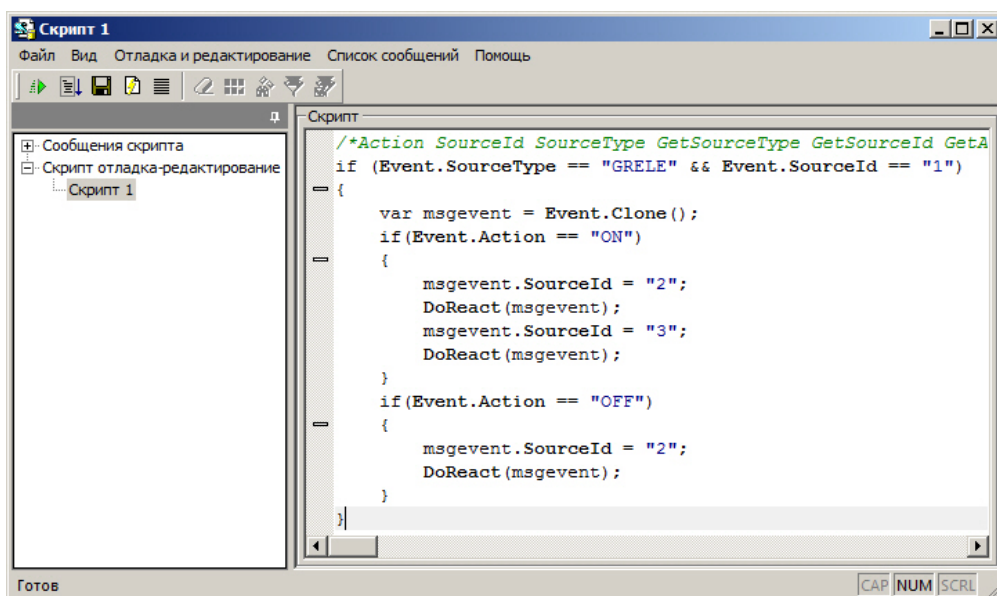 Скрипт 1
Файл Вид Отладка и редактирование Список сообщений Помощь
Скрипт
Сообщения скрипта
Скрипт отладка-редактирование
Скрипт 1
/*Action SourceId SourceType GetSourceType GetSourceId GetA
if (Event.SourceType == "GRELE" && Event.SourceId == "1")
{
var msgevent = Event.Clone();
if(Event.Action == "ON")
{
msgevent.SourceId = "2";
DoReact(msgevent);
msgevent.SourceId = "3";
DoReact(msgevent);
}
if(Event.Action == "OFF")
{
msgevent.SourceId = "2";
DoReact(msgevent);
}
}
Готов CAP NUM SCRL